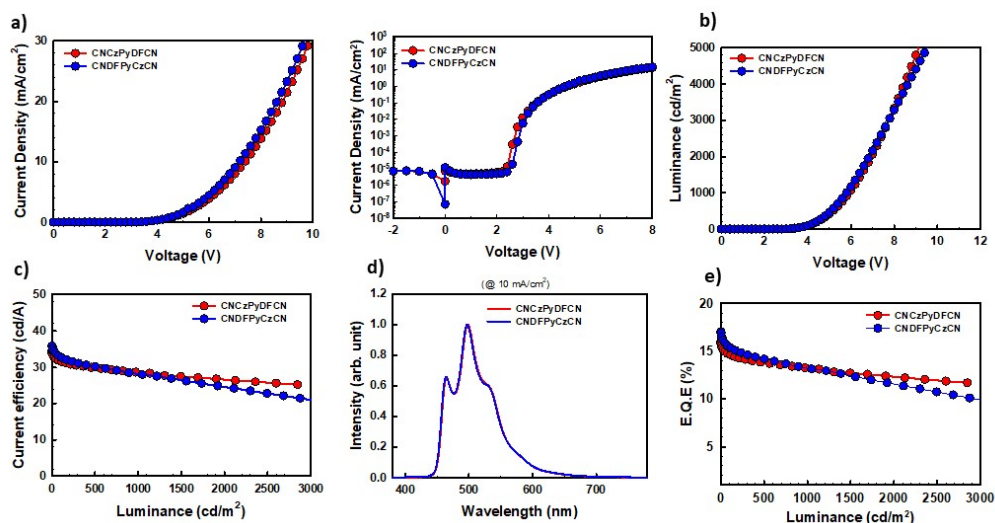 a)
30
20
10
0
0 2 4 6 8 10
Current Density (mA/cm²)
Voltage (V)
CNCzPyDFCN
CNDFPyCzCN
10³
10²
10¹
10⁰
10⁻¹
10⁻²
10⁻³
10⁻⁴
10⁻⁵
10⁻⁶
10⁻⁷
10⁻⁸
-2 0 2 4 6 8
Current Density (mA/cm²)
Voltage (V)
CNCzPyDFCN
CNDFPyCzCN
b)
5000
4000
3000
2000
1000
0
0 2 4 6 8 10 12
Luminance (cd/m²)
Voltage (V)
CNCzPyDFCN
CNDFPyCzCN
c)
50
40
30
20
10
0
0 500 1000 1500 2000 2500 3000
Current efficiency (cd/A)
Luminance (cd/m²)
CNCzPyDFCN
CNDFPyCzCN
d)
(@ 10 mA/cm²)
1.2
1.0
0.8
0.6
0.4
0.2
0.0
400 500 600 700
Intensity (arb. unit)
Wavelength (nm)
CNCzPyDFCN
CNDFPyCzCN
e)
20
15
10
5
0 500 1000 1500 2000 2500 3000
E.Q.E (%)
Luminance (cd/m²)
CNCzPyDFCN
CNDFPyCzCN